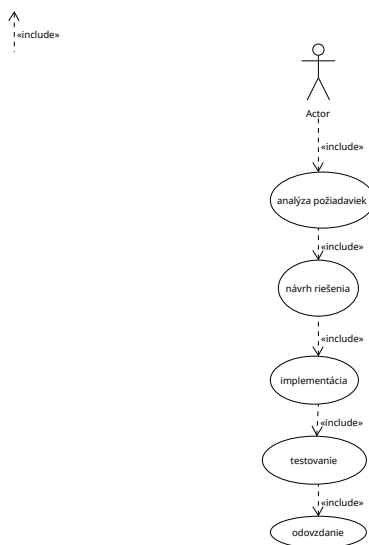 «include»
Actor
«include»
analýza požiadaviek
«include»
návrh riešenia
«include»
implementácia
«include»
testovanie
«include»
odovzdanie